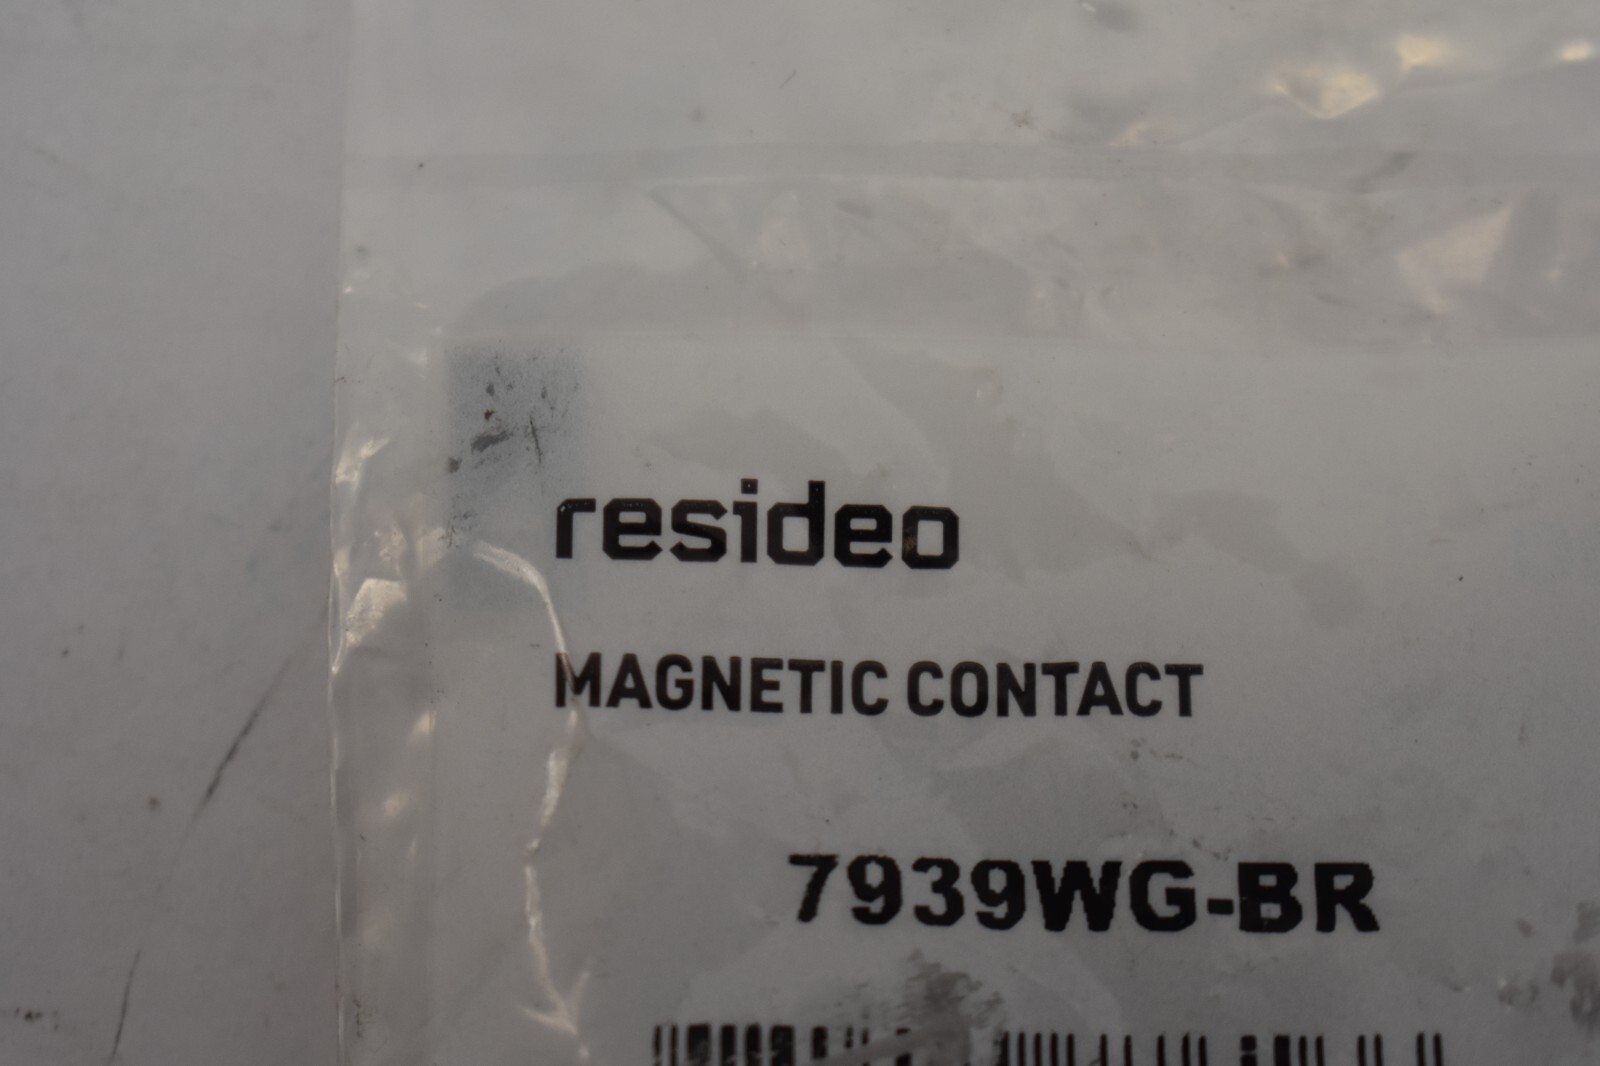 resideo
MAGNETIC CONTACT
7939WG-BR